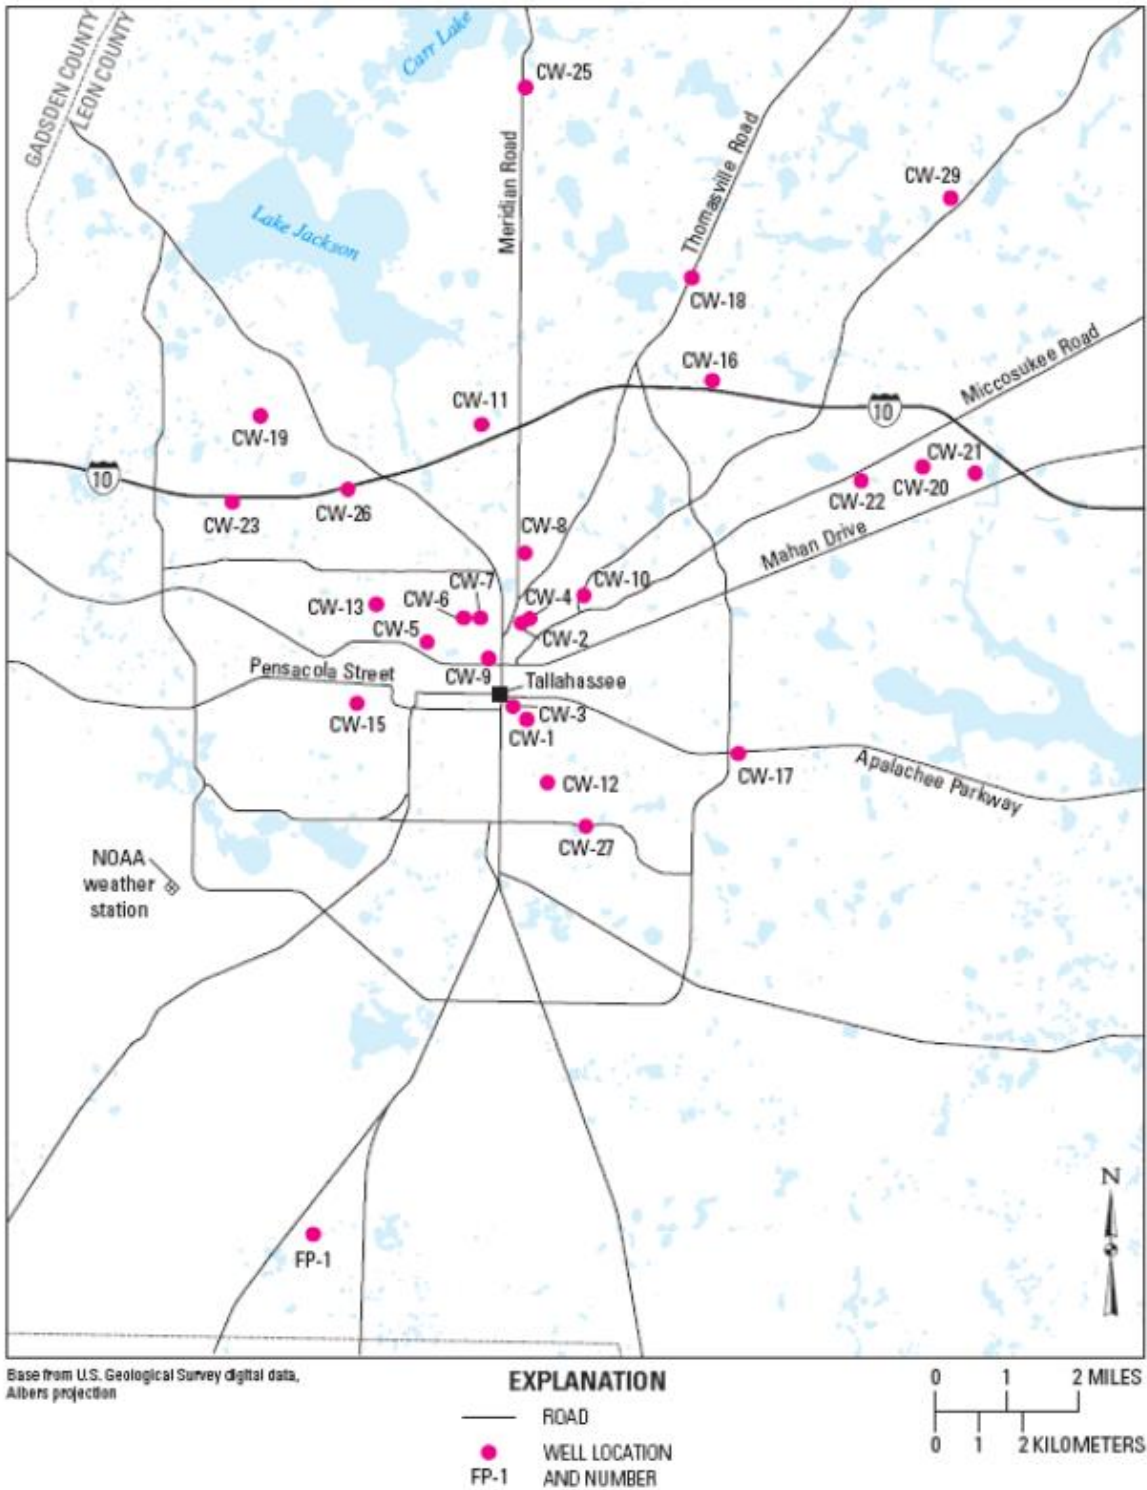 GADSDEN COUNTY
LEON COUNTY
Carr Lake
CW-25
Meridian Road
Thomasville Road
CW-29
Lake Jackson
CW-18
CW-16
Miccosukee Road
CW-11
10
CW-19
CW-21
10
CW-20
CW-22
CW-26
CW-23
CW-8
Mahan Drive
CW-7
CW-10
CW-6
CW-4
CW-13
CW-5
CW-2
Pensacola Street
CW-9
Tallahassee
CW-3
CW-15
CW-1
CW-17
Apalachee Parkway
CW-12
CW-27
NOAA
weather
station
N
FP-1
Base from U.S. Geological Survey digital data,
Albers projection
EXPLANATION
ROAD
WELL LOCATION
FP-1 AND NUMBER
0 1 2 MILES
0 1 2 KILOMETERS